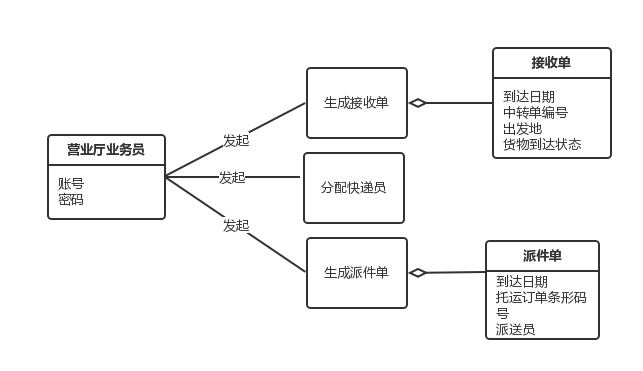 营业厅业务员
账号
密码
发起
发起
发起
生成接收单
分配快递员
生成派件单
接收单
到达日期
中转单编号
出发地
货物到达状态
派件单
到达日期
托运订单条形码
号
派送员